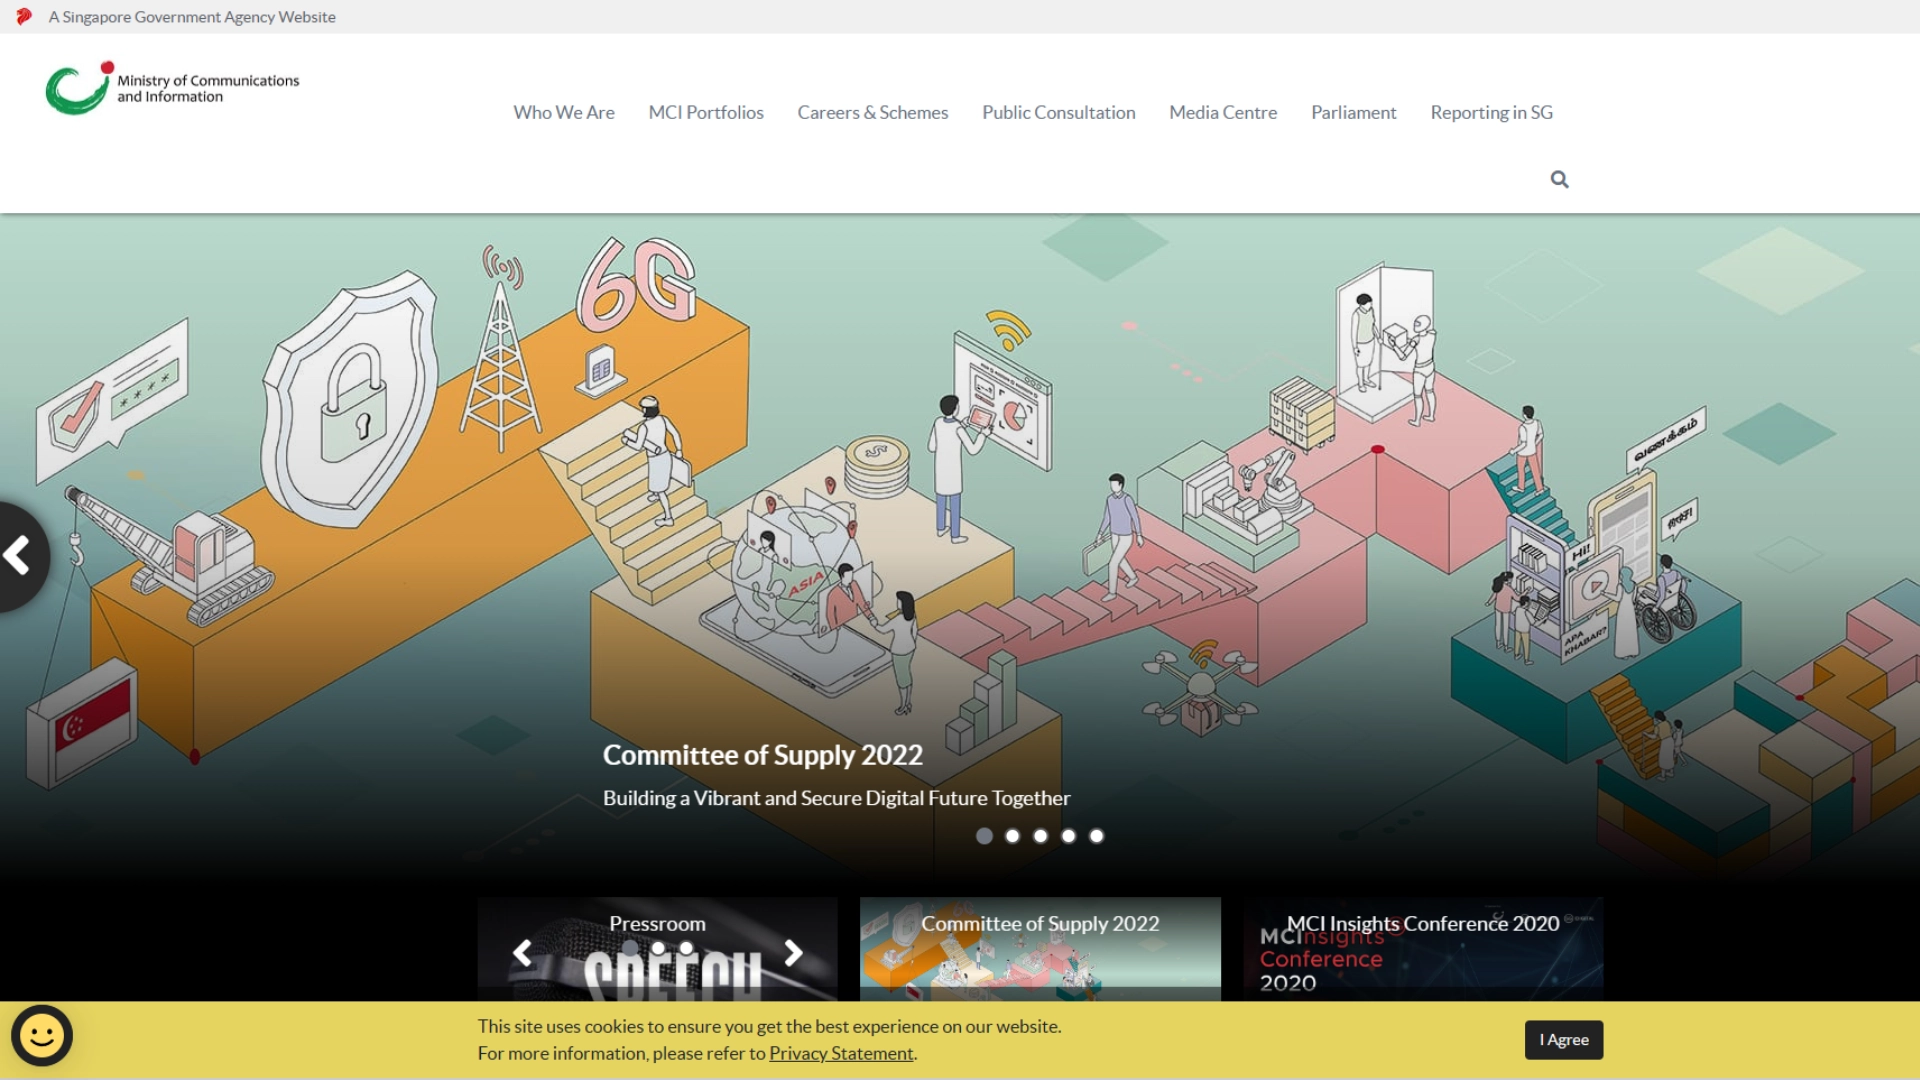 A Singapore Government Agency Website
Ministry of Communications
and Information
Who We Are
MCI Portfolios
Careers & Schemes
Public Consultation
Media Centre
Parliament
Reporting in SG
6G
ASIA
வணக்கம்
你好!
Hi!
APA
KHABAR?
Committee of Supply 2022
Building a Vibrant and Secure Digital Future Together
Pressroom
SPEECH
Committee of Supply 2022
MCI Insights Conference 2020
MCInsights
Conference
2020
This site uses cookies to ensure you get the best experience on our website.
For more information, please refer to Privacy Statement.
I Agree